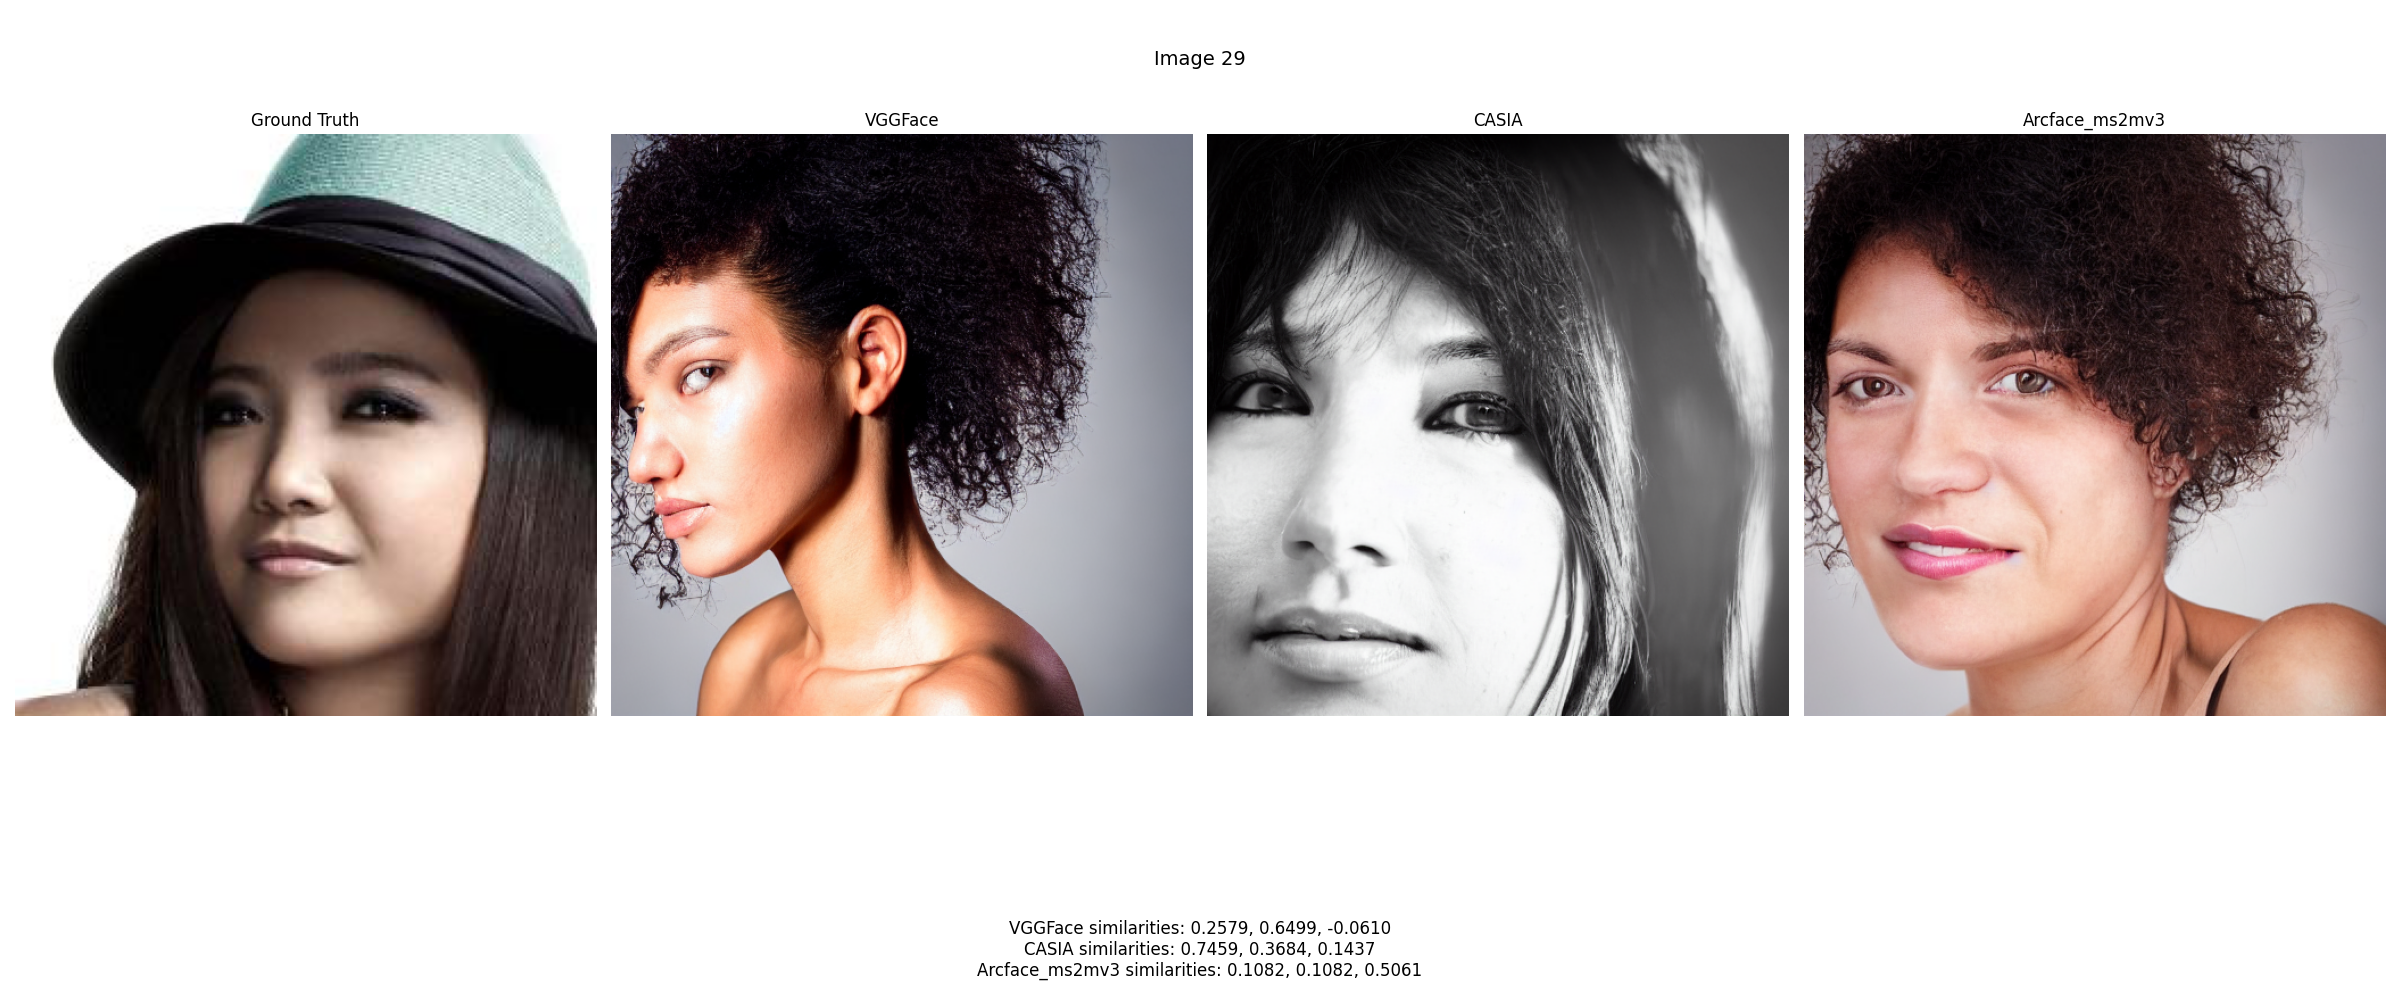 Image 29
Ground Truth
VGGFace
CASIA
Arcface_ms2mv3
VGGFace similarities: 0.2579, 0.6499, -0.0610
CASIA similarities: 0.7459, 0.3684, 0.1437
Arcface_ms2mv3 similarities: 0.1082, 0.1082, 0.5061